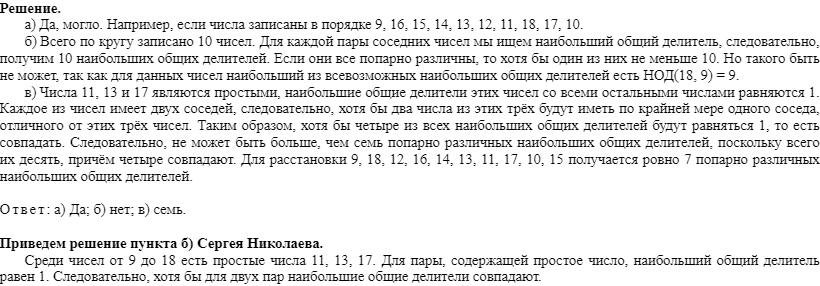 Решение.
а) Да, могло. Например, если числа записаны в порядке 9, 16, 15, 14, 13, 12, 11, 18, 17, 10.
б) Всего по кругу записано 10 чисел. Для каждой пары соседних чисел мы ищем наибольший общий делитель, следовательно,
получим 10 наибольших общих делителей. Если они все попарно различны, то хотя бы один из них не меньше 10. Но такого быть
не может, так как для данных чисел наибольший из всевозможных наибольших общих делителей есть НОД(18, 9) = 9.
в) Числа 11, 13 и 17 являются простыми, наибольшие общие делители этих чисел со всеми остальными числами равняются 1.
Каждое из чисел имеет двух соседей, следовательно, хотя бы два числа из этих трёх будут иметь по крайней мере одного соседа,
отличного от этих трёх чисел. Таким образом, хотя бы четыре из всех наибольших общих делителей будут равняться 1, то есть
совпадать. Следовательно, не может быть больше, чем семь попарно различных наибольших общих делителей, поскольку всего
их десять, причём четыре совпадают. Для расстановки 9, 18, 12, 16, 14, 13, 11, 17, 10, 15 получается ровно 7 попарно различных
наибольших общих делителей.
Ответ: а) Да; б) нет; в) семь.
Приведем решение пункта б) Сергея Николаева.
Среди чисел от 9 до 18 есть простые числа 11, 13, 17. Для пары, содержащей простое число, наибольший общий делитель
равен 1. Следовательно, хотя бы для двух пар наибольшие общие делители совпадают.